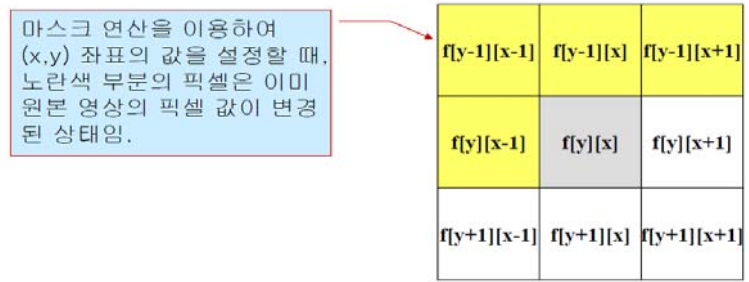 마스크 연산을 이용하여
(x,y) 좌표의 값을 설정할 때,
노란색 부분의 픽셀은 이미
원본 영상의 픽셀 값이 변경
된 상태임.
f[y-1][x-1] f[y-1][x] f[y-1][x+1]
f[y][x-1] f[y][x] f[y][x+1]
f[y+1][x-1] f[y+1][x] f[y+1][x+1]